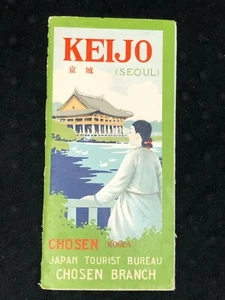 KEIJO
京城
(SEOUL)
CHOSEN KOREA
JAPAN TOURIST BUREAU
CHOSEN BRANCH